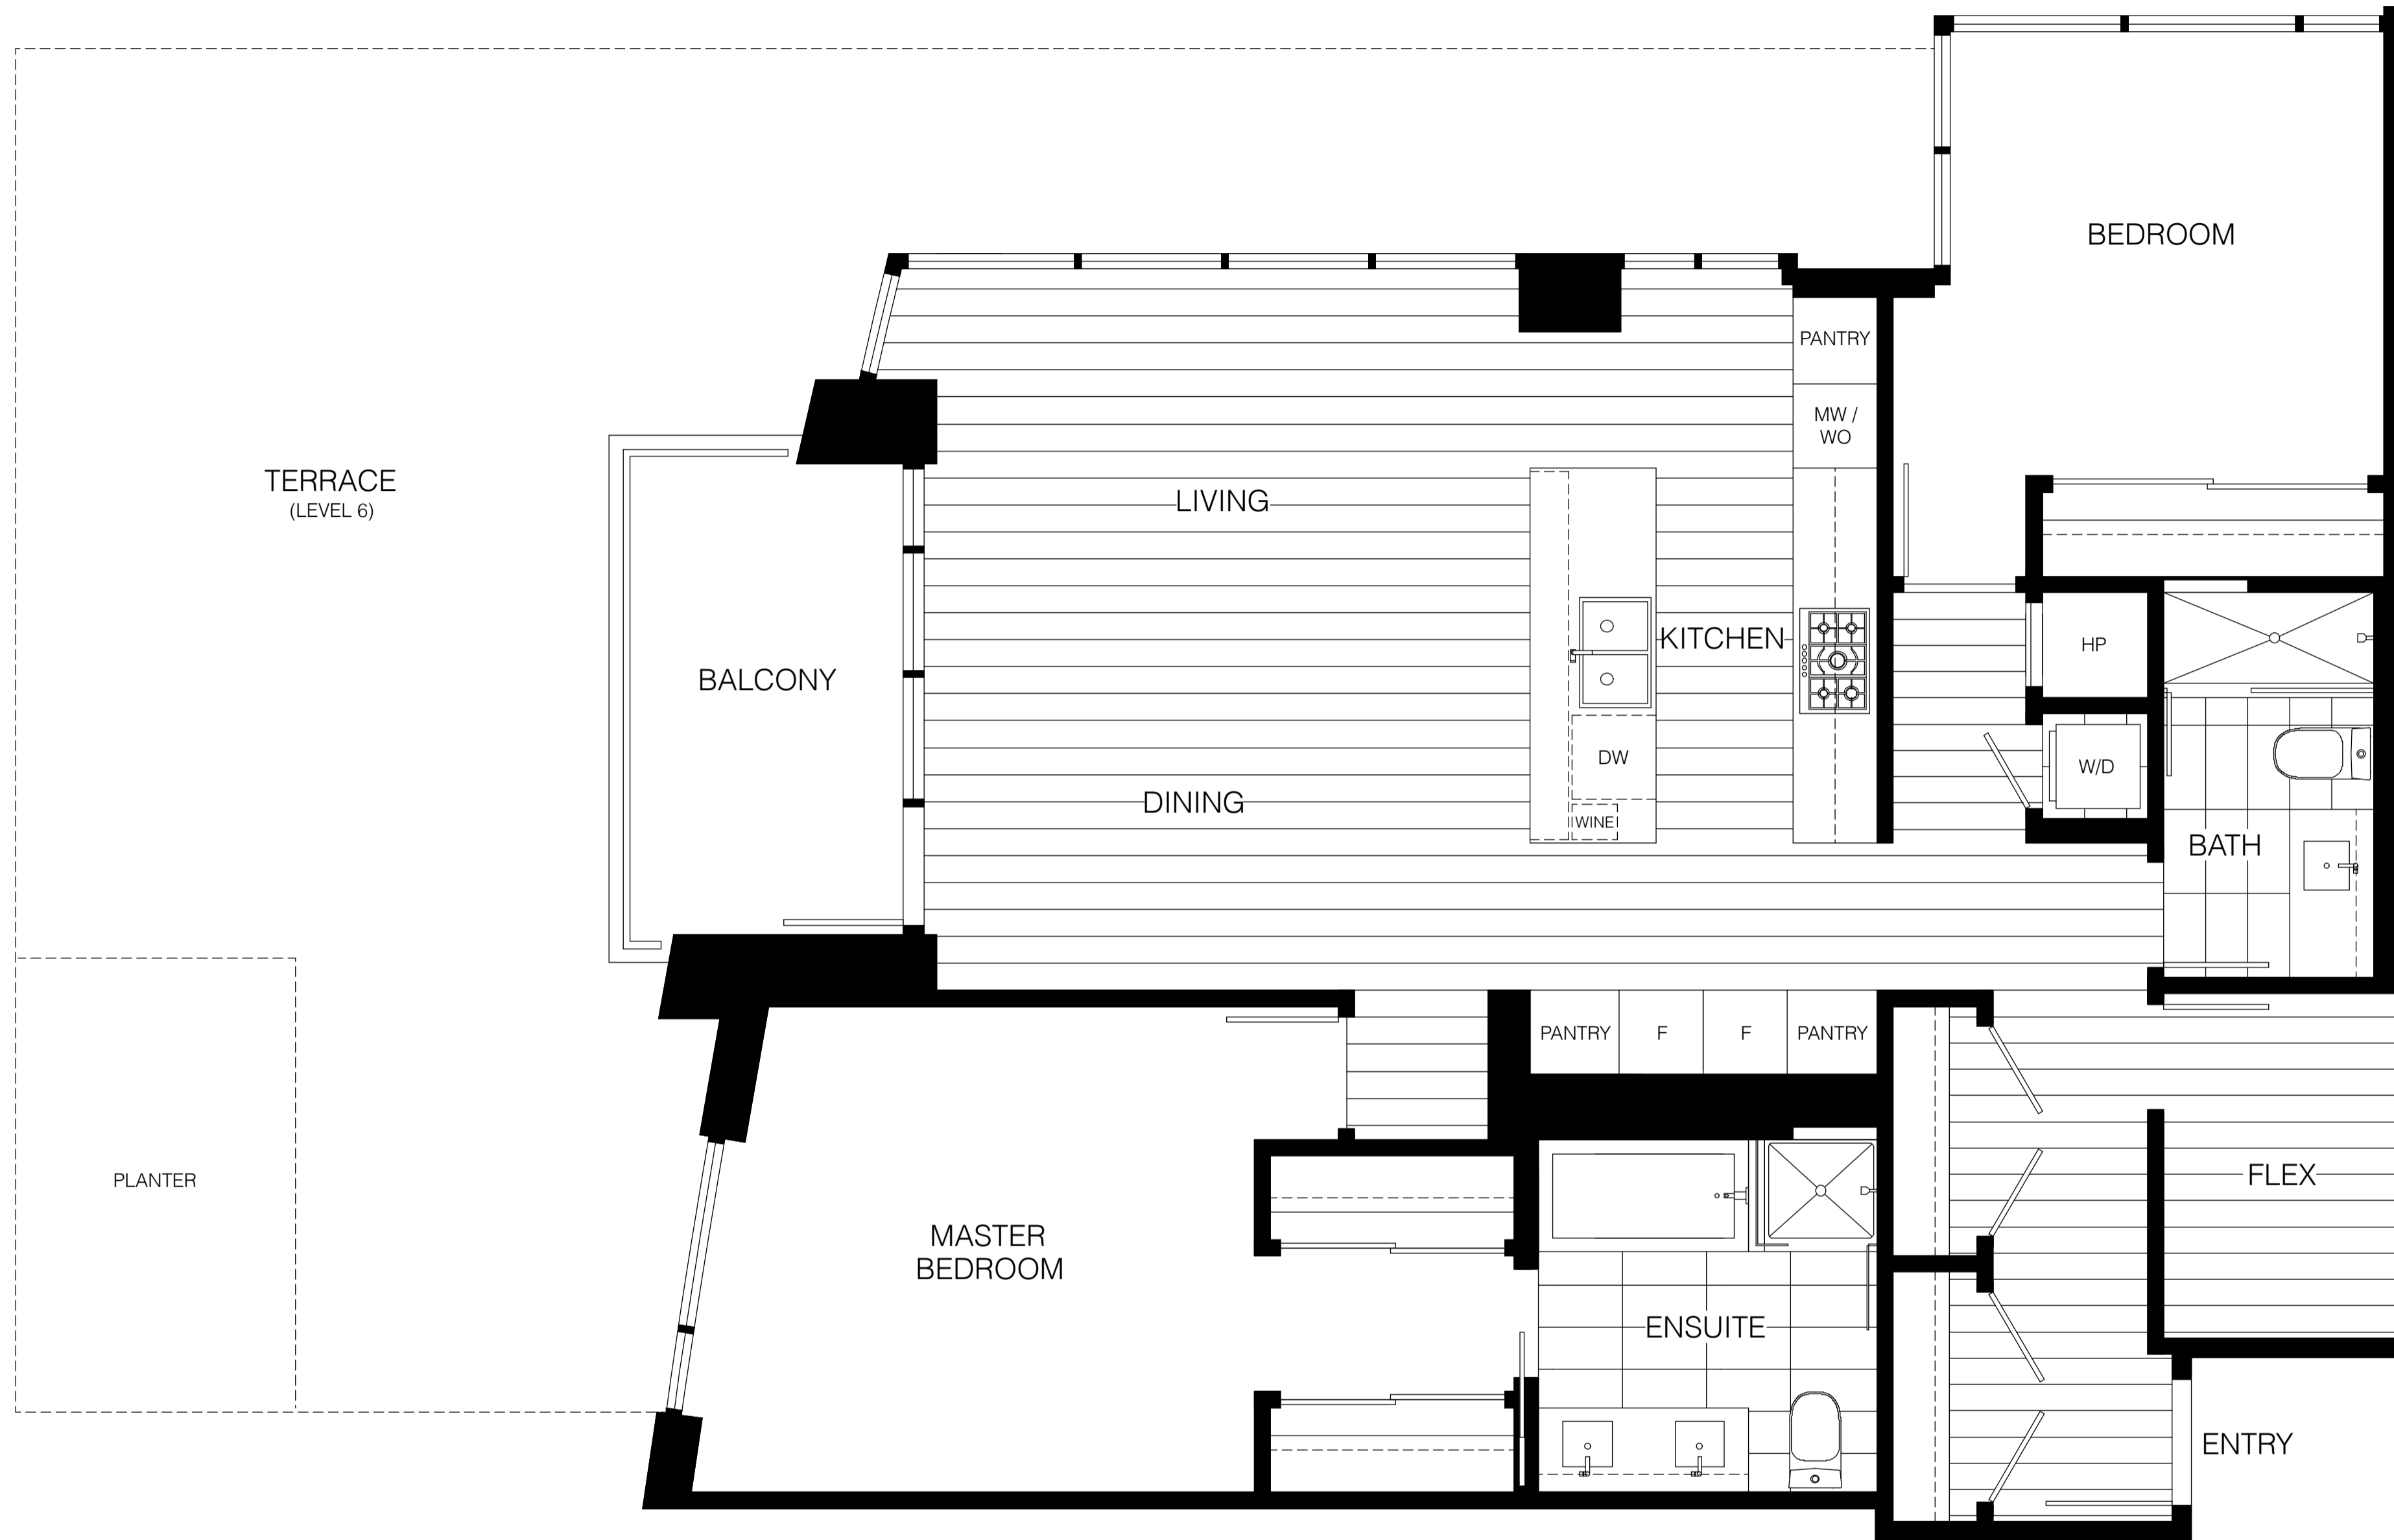 BEDROOM
PANTRY
MW /
WO
TERRACE
(LEVEL 6)
LIVING
KITCHEN
HP
BALCONY
DW
W/D
DINING
WINE
BATH
PANTRY
F
F
PANTRY
PLANTER
FLEX
MASTER
BEDROOM
ENSUITE
ENTRY